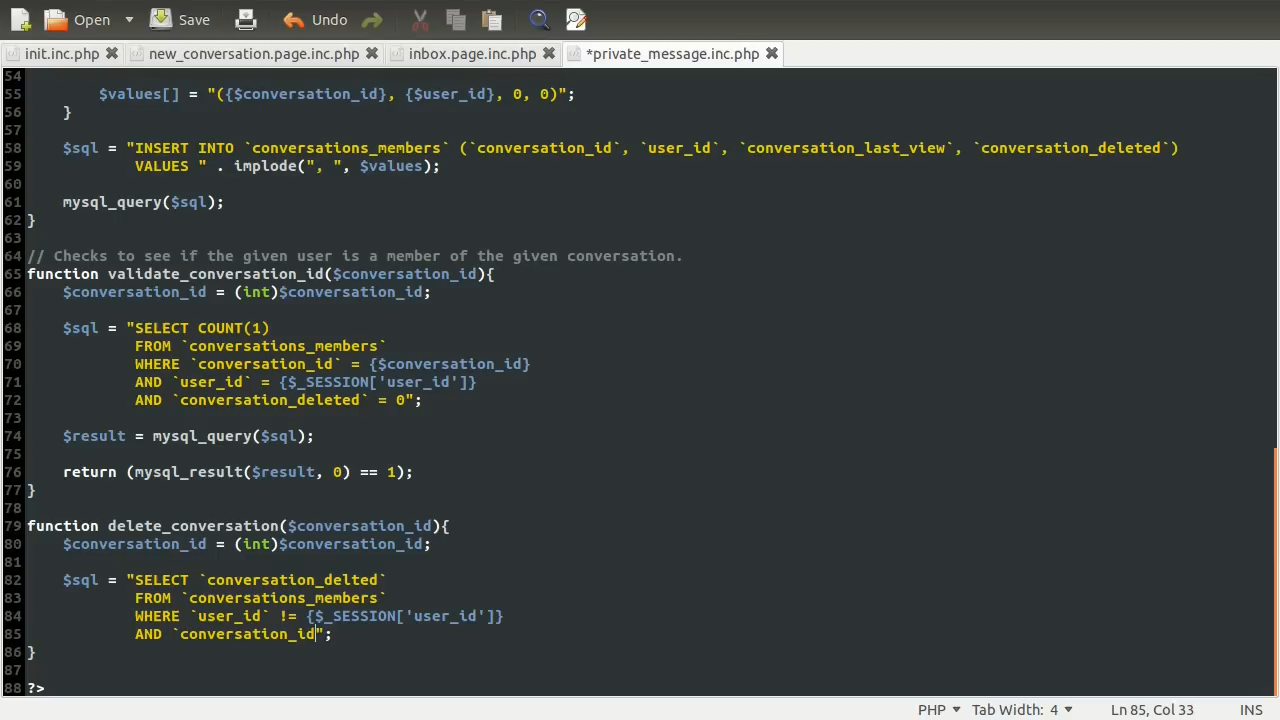 Open Save Undo
init.inc.php new_conversation.page.inc.php inbox.page.inc.php *private_message.inc.php
54
55 $values[] = "({$conversation_id}, {$user_id}, 0, 0)";
56 }
57
58 $sql = "INSERT INTO `conversations_members` (`conversation_id`, `user_id`, `conversation_last_view`, `conversation_deleted`)
59 VALUES " . implode(", ", $values);
60
61 mysql_query($sql);
62 }
63
64 // Checks to see if the given user is a member of the given conversation.
65 function validate_conversation_id($conversation_id){
66 $conversation_id = (int)$conversation_id;
67
68 $sql = "SELECT COUNT(1)
69 FROM `conversations_members`
70 WHERE `conversation_id` = {$conversation_id}
71 AND `user_id` = {$_SESSION['user_id']}
72 AND `conversation_deleted` = 0";
73
74 $result = mysql_query($sql);
75
76 return (mysql_result($result, 0) == 1);
77 }
78
79 function delete_conversation($conversation_id){
80 $conversation_id = (int)$conversation_id;
81
82 $sql = "SELECT `conversation_delted`
83 FROM `conversations_members`
84 WHERE `user_id` != {$_SESSION['user_id']}
85 AND `conversation_id";
86 }
87
88 ?>
PHP Tab Width: 4 Ln 85, Col 33 INS